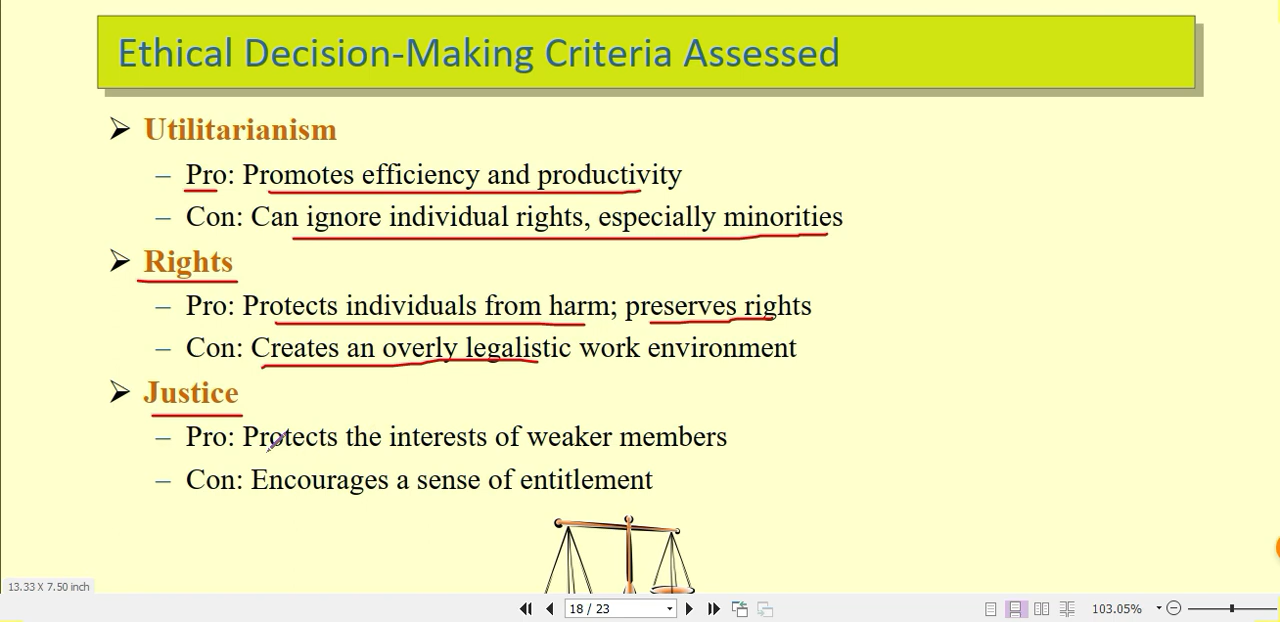 Ethical Decision-Making Criteria Assessed
Utilitarianism
– Pro: Promotes efficiency and productivity
– Con: Can ignore individual rights, especially minorities
Rights
– Pro: Protects individuals from harm; preserves rights
– Con: Creates an overly legalistic work environment
Justice
– Pro: Protects the interests of weaker members
– Con: Encourages a sense of entitlement
13.33 X 7.50 inch
18 / 23
103.05%